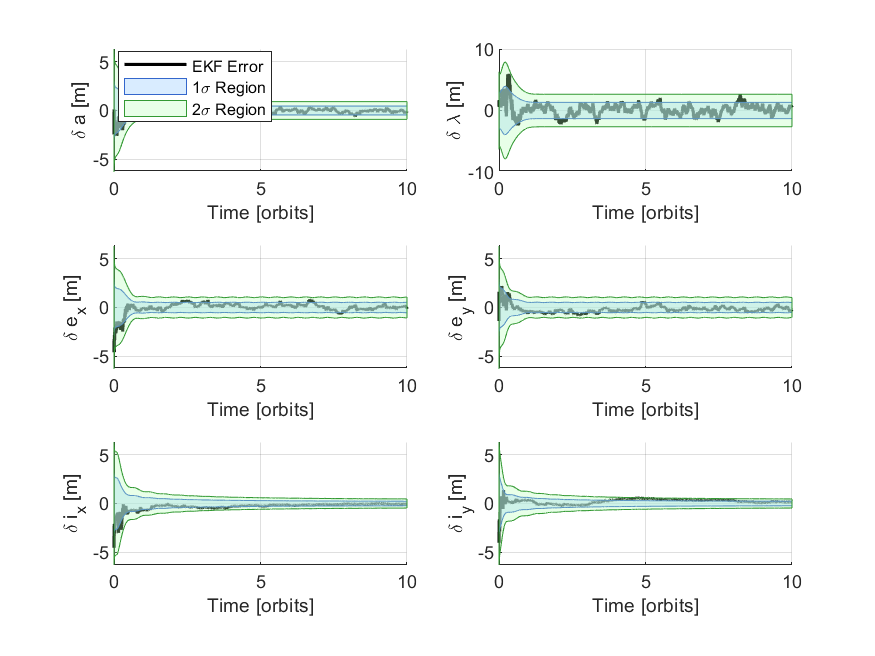 5
-5
δ a [m]
EKF Error
1σ Region
2σ Region
0
5
10
Time [orbits]
10
0
-10
δ λ [m]
0
5
10
Time [orbits]
5
0
-5
δ e_x [m]
0
5
10
Time [orbits]
5
0
-5
δ e_y [m]
0
5
10
Time [orbits]
5
0
-5
δ i_x [m]
0
5
10
Time [orbits]
5
0
-5
δ i_y [m]
0
5
10
Time [orbits]